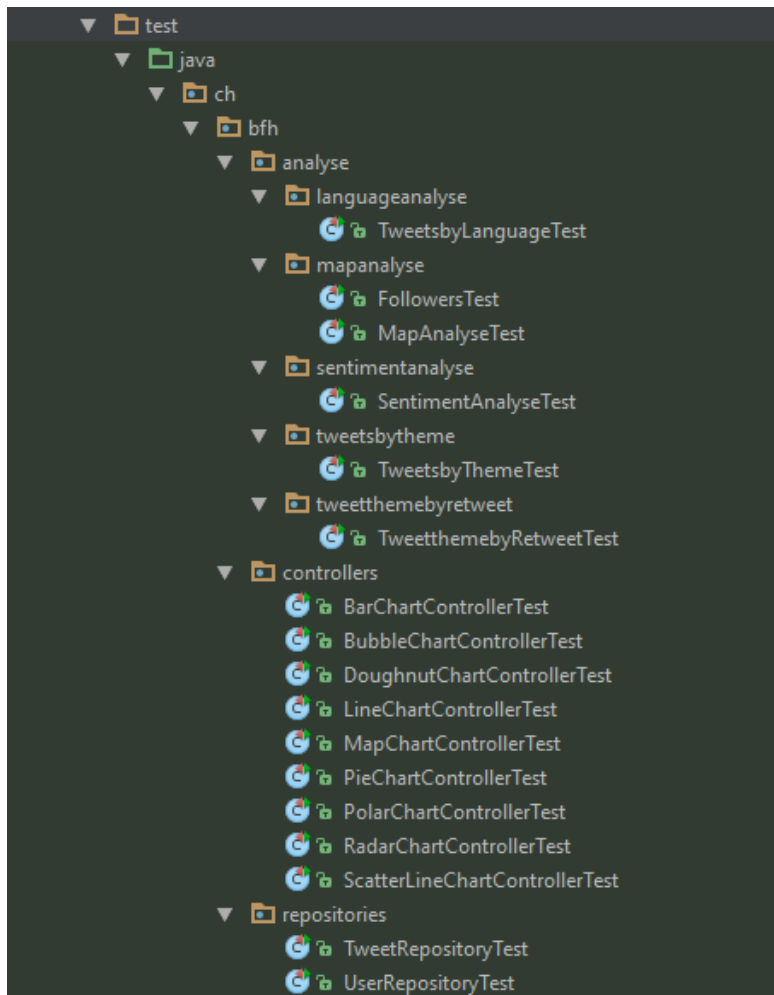 test
java
ch
bfh
analyse
languageanalyse
TweetsbyLanguageTest
mapanalyse
FollowersTest
MapAnalyseTest
sentimentanalyse
SentimentAnalyseTest
tweetsbytheme
TweetsbyThemeTest
tweetthemebyretweet
TweetthemebyRetweetTest
controllers
BarChartControllerTest
BubbleChartControllerTest
DoughnutChartControllerTest
LineChartControllerTest
MapChartControllerTest
PieChartControllerTest
PolarChartControllerTest
RadarChartControllerTest
ScatterLineChartControllerTest
repositories
TweetRepositoryTest
UserRepositoryTest